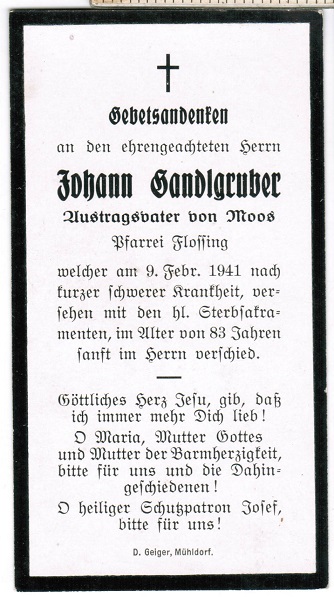 Gebetsandenken
an den ehrengeachteten Herrn
Johann Gandlgruber
Austragsvater von Moos
Pfarrei Flossing
welcher am 9. Febr. 1941 nach
kurzer schwerer Krankheit, ver-
sehen mit den hl. Sterbsakra-
menten, im Alter von 83 Jahren
sanft im Herrn verschied.
Göttliches Herz Jesu, gib, daß
ich immer mehr Dich lieb!
O Maria, Mutter Gottes
und Mutter der Barmherzigkeit,
bitte für uns und die Dahin-
geschiedenen!
O heiliger Schutzpatron Josef,
bitte für uns!
D. Geiger, Mühldorf.